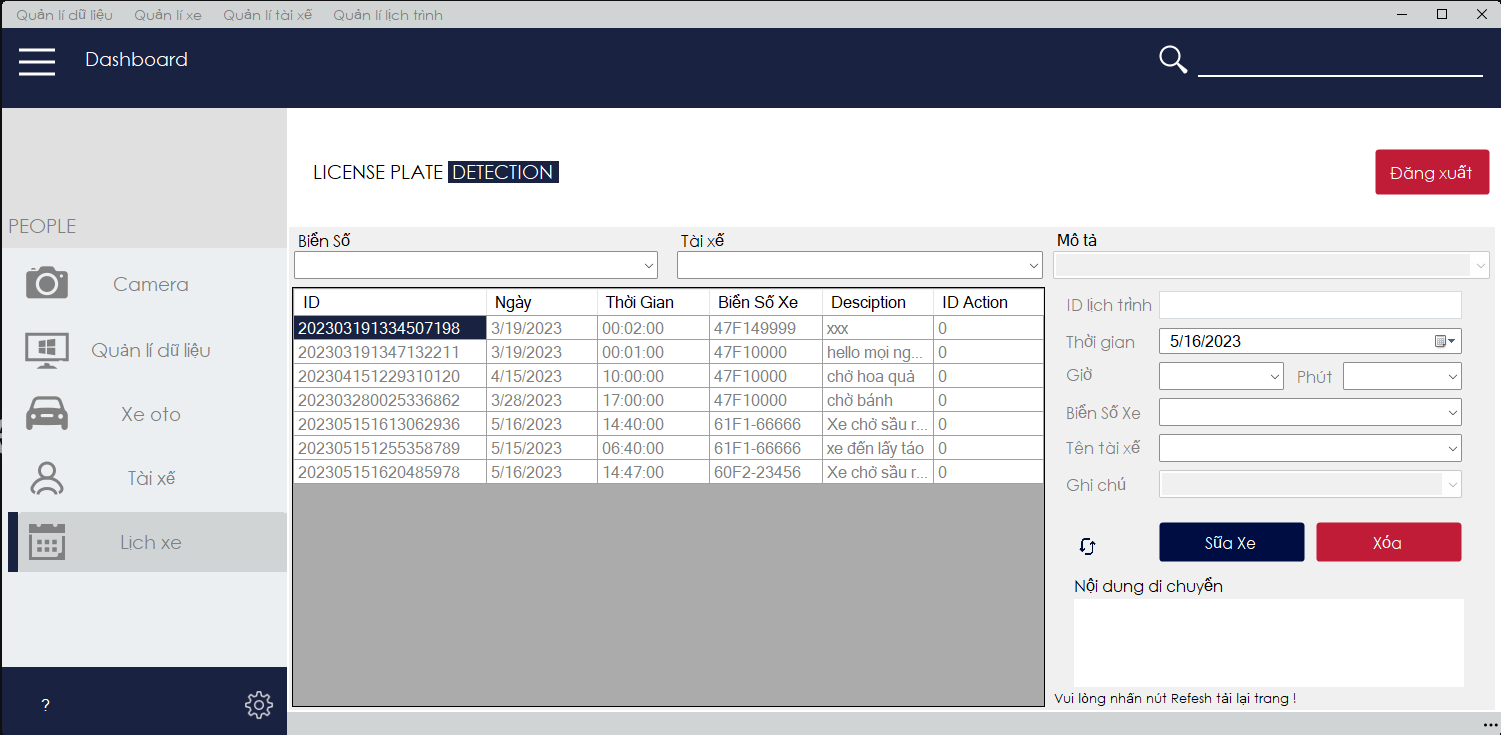 Quản lí dữ liệu Quản lí xe Quản lí tài xế Quản lí lịch trình
Dashboard
LICENSE PLATE DETECTION
Đăng xuất
PEOPLE
Camera
Quản lí dữ liệu
Xe oto
Tài xế
Lịch xe
?
Biển Số Tài xế Mô tả
ID Ngày Thời Gian Biển Số Xe Desciption ID Action
202303191334507198 3/19/2023 00:02:00 47F149999 xxx 0
202303191347132211 3/19/2023 00:01:00 47F10000 hello mọi ng... 0
202304151229310120 4/15/2023 10:00:00 47F10000 chở hoa quả 0
202303280025336862 3/28/2023 17:00:00 47F10000 chở bánh 0
202305151613062936 5/16/2023 14:40:00 61F1-66666 Xe chở sầu r... 0
202305151255358789 5/15/2023 06:40:00 61F1-66666 xe đến lấy táo 0
202305151620485978 5/16/2023 14:47:00 60F2-23456 Xe chở sầu r... 0
ID lịch trình
Thời gian 5/16/2023
Giờ Phút
Biển Số Xe
Tên tài xế
Ghi chú
Sữa Xe Xóa
Nội dung di chuyển
Vui lòng nhấn nút Refesh tải lại trang !